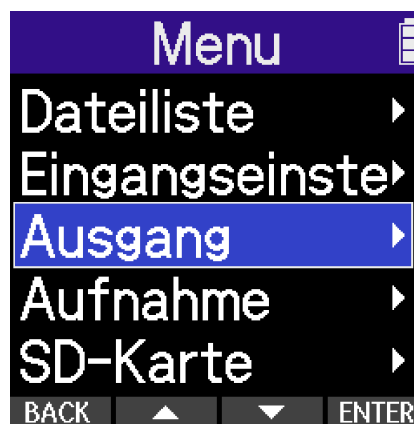 Menu
Dateiliste
Eingangseinste
Ausgang
Aufnahme
SD-Karte
BACK ENTER